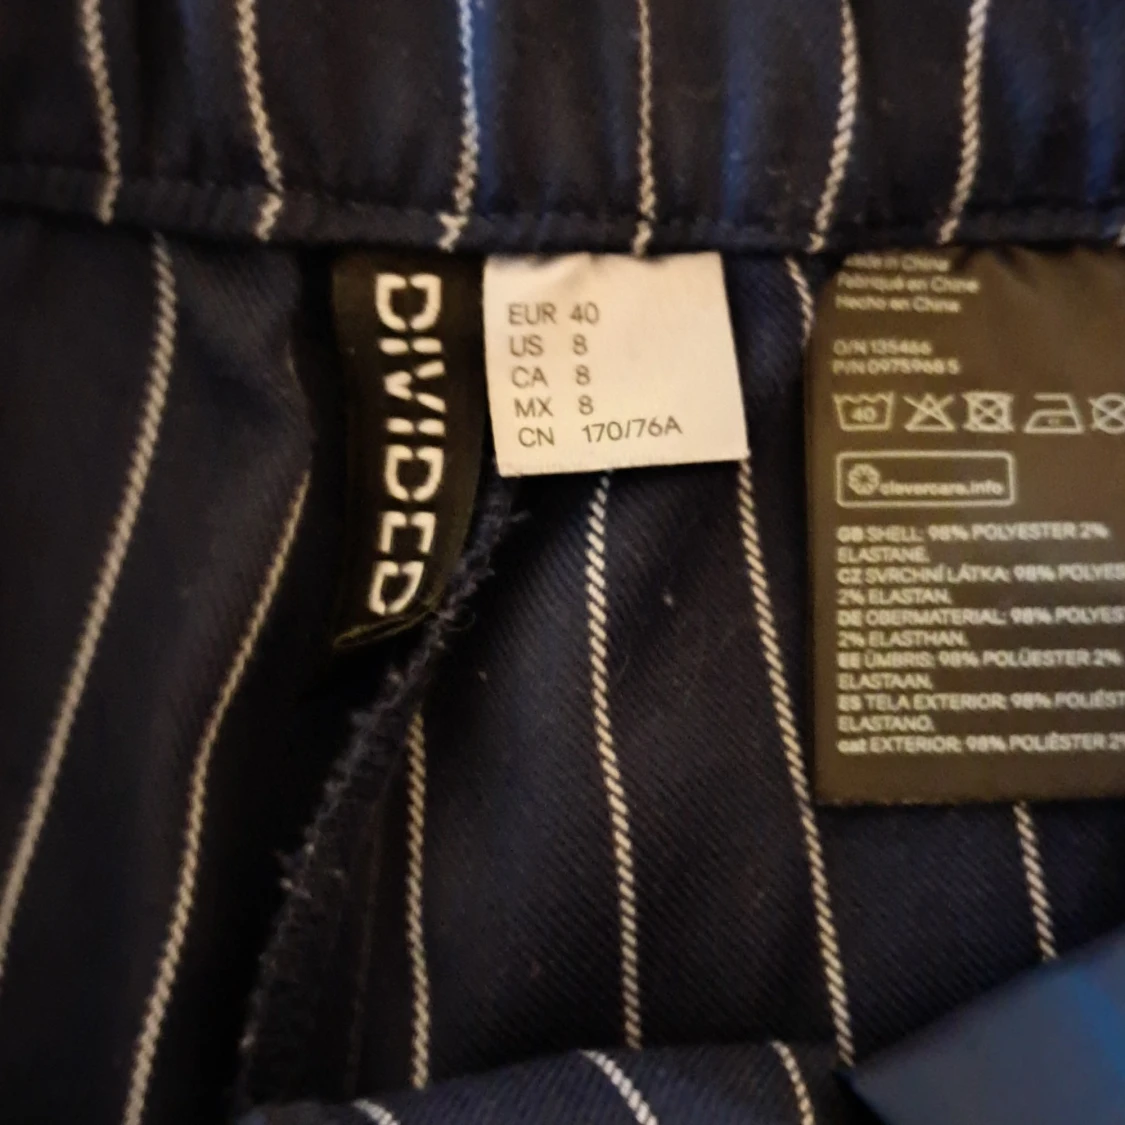 DIVIDED
EUR 40
US 8
CA 8
MX 8
CN 170/76A
Made in China
Fabriqué en Chine
Hecho en China
O/N 135466
P/N 0975968 5
40
clevercare.info
GB SHELL: 98% POLYESTER 2%
ELASTANE.
CZ SVRCHNÍ LÁTKA: 98% POLYES
2% ELASTAN.
DE OBERMATERIAL: 98% POLYES
2% ELASTHAN.
EE ÜMBRIS: 98% POLÜESTER 2%
ELASTAAN.
ES TELA EXTERIOR: 98% POLIÉST
ELASTANO.
cat EXTERIOR: 98% POLIÈSTER 2%